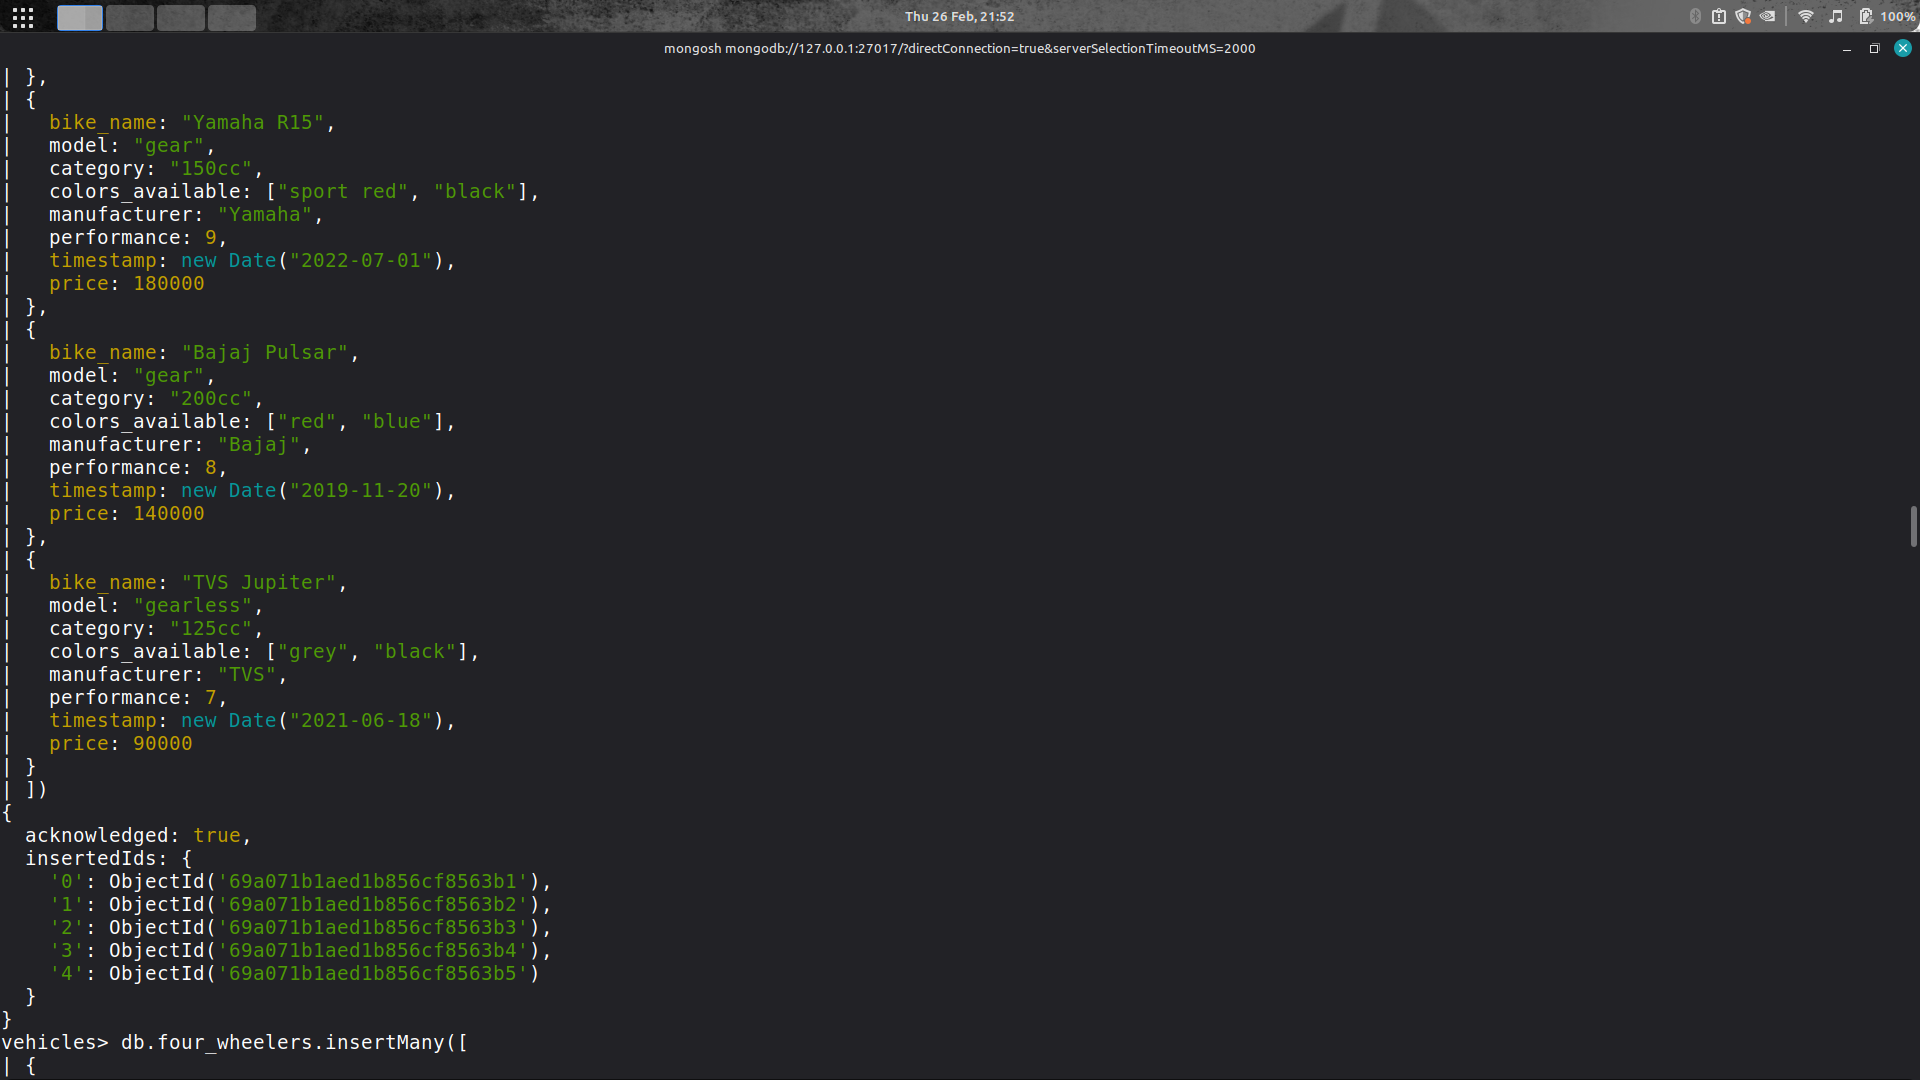 Thu 26 Feb, 21:52
100%
mongosh mongodb://127.0.0.1:27017/?directConnection=true&serverSelectionTimeoutMS=2000
| },
| {
|   bike_name: "Yamaha R15",
|   model: "gear",
|   category: "150cc",
|   colors_available: ["sport red", "black"],
|   manufacturer: "Yamaha",
|   performance: 9,
|   timestamp: new Date("2022-07-01"),
|   price: 180000
| },
| {
|   bike_name: "Bajaj Pulsar",
|   model: "gear",
|   category: "200cc",
|   colors_available: ["red", "blue"],
|   manufacturer: "Bajaj",
|   performance: 8,
|   timestamp: new Date("2019-11-20"),
|   price: 140000
| },
| {
|   bike_name: "TVS Jupiter",
|   model: "gearless",
|   category: "125cc",
|   colors_available: ["grey", "black"],
|   manufacturer: "TVS",
|   performance: 7,
|   timestamp: new Date("2021-06-18"),
|   price: 90000
| }
| ])
{
  acknowledged: true,
  insertedIds: {
    '0': ObjectId('69a071b1aed1b856cf8563b1'),
    '1': ObjectId('69a071b1aed1b856cf8563b2'),
    '2': ObjectId('69a071b1aed1b856cf8563b3'),
    '3': ObjectId('69a071b1aed1b856cf8563b4'),
    '4': ObjectId('69a071b1aed1b856cf8563b5')
  }
}
vehicles> db.four_wheelers.insertMany([
| {